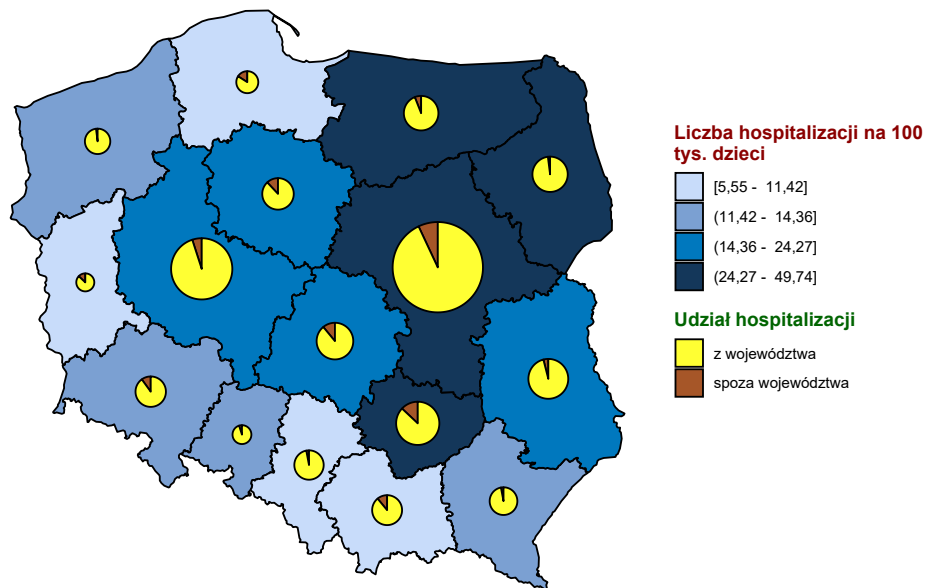 Liczba hospitalizacji na 100
tys. dzieci
[5,55 - 11,42]
(11,42 - 14,36]
(14,36 - 24,27]
(24,27 - 49,74]
Udział hospitalizacji
z województwa
spoza województwa